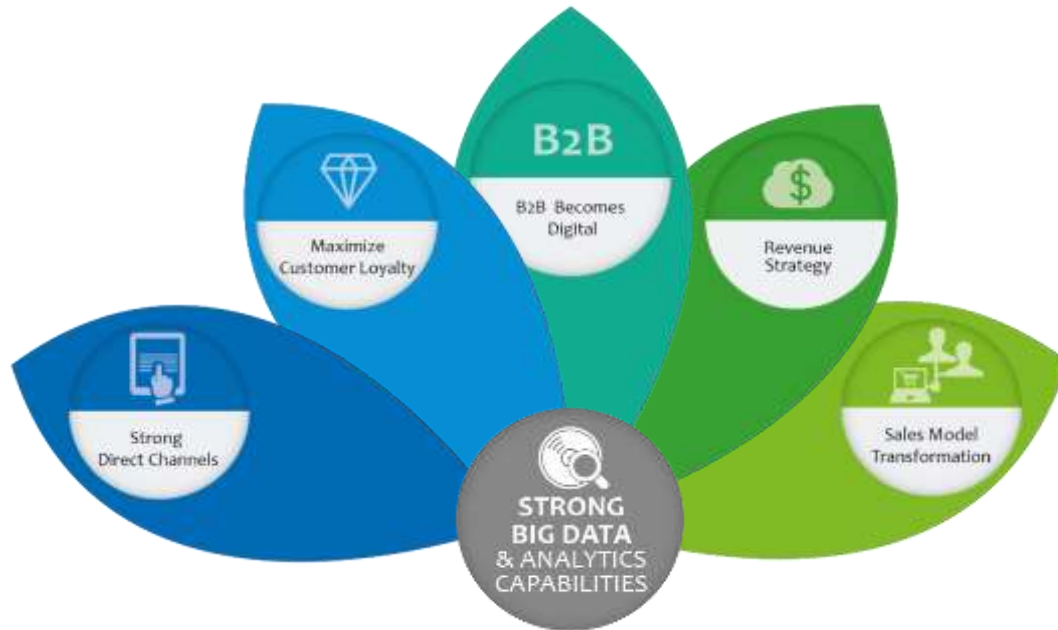 B2B
B2B Becomes
Digital
Maximize
Customer Loyalty
$
Revenue
Strategy
Strong
Direct Channels
Sales Model
Transformation
STRONG
BIG DATA
& ANALYTICS
CAPABILITIES